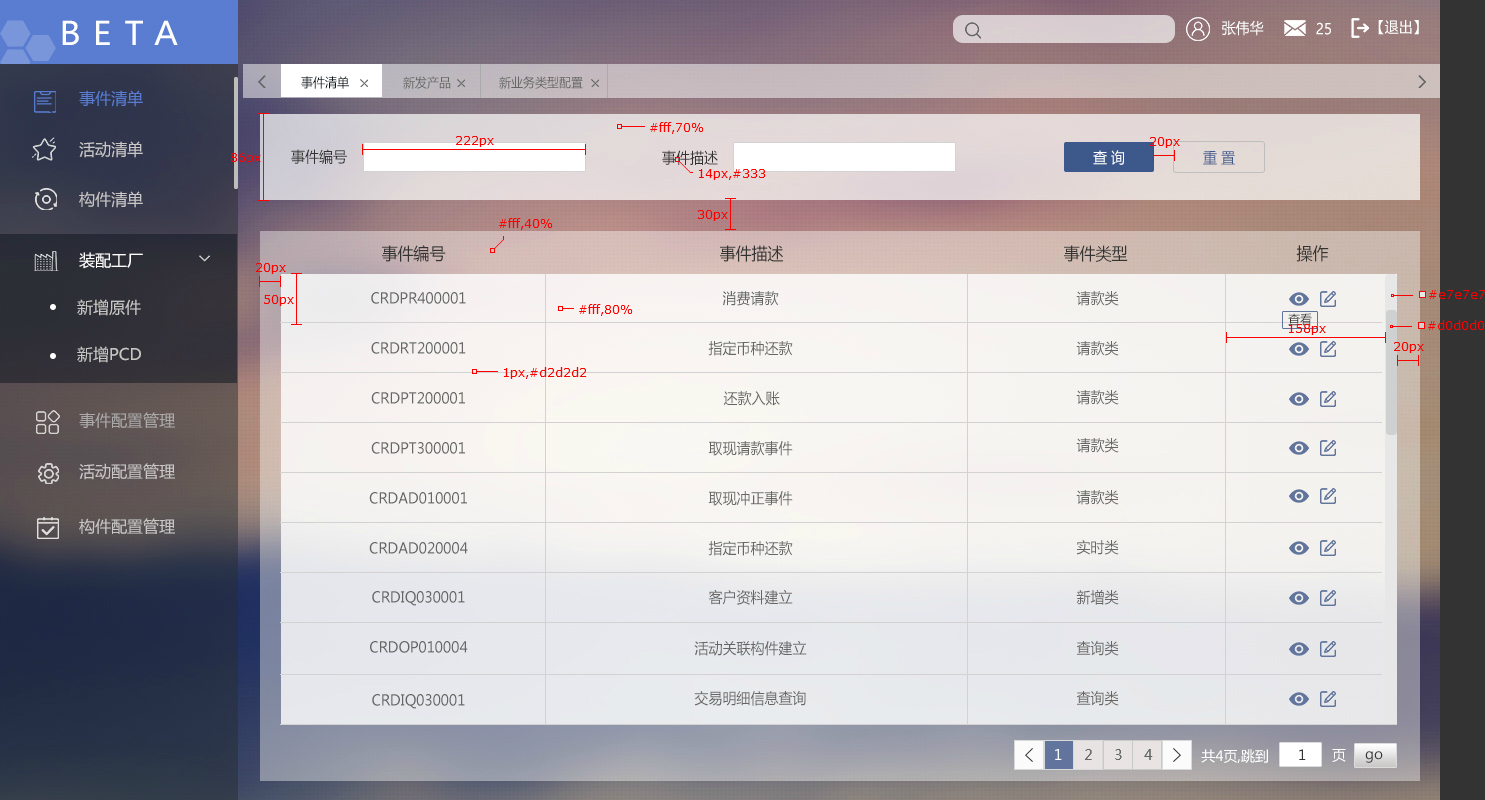 BETA
张伟华
25
【退出】
事件清单
活动清单
构件清单
装配工厂
新增原件
新增PCD
事件配置管理
活动配置管理
构件配置管理
事件清单 ×
新发产品 ×
新业务类型配置 ×
#fff,70%
事件编号
222px
事件描述
14px,#333
查询
20px
重置
30px
#fff,40%
事件编号 事件描述 事件类型 操作
20px
50px
#fff,80%
CRDPR400001 消费请款 请款类
#e7e7e7
查看
158px
#d0d0d0
20px
CRDRT200001 指定币种还款 请款类
1px,#d2d2d2
CRDPT200001 还款入账 请款类
CRDPT300001 取现请款事件 请款类
CRDAD010001 取现冲正事件 请款类
CRDAD020004 指定币种还款 实时类
CRDIQ030001 客户资料建立 新增类
CRDOP010004 活动关联构件建立 查询类
CRDIQ030001 交易明细信息查询 查询类
< 1 2 3 4 > 共4页,跳到 1 页 go